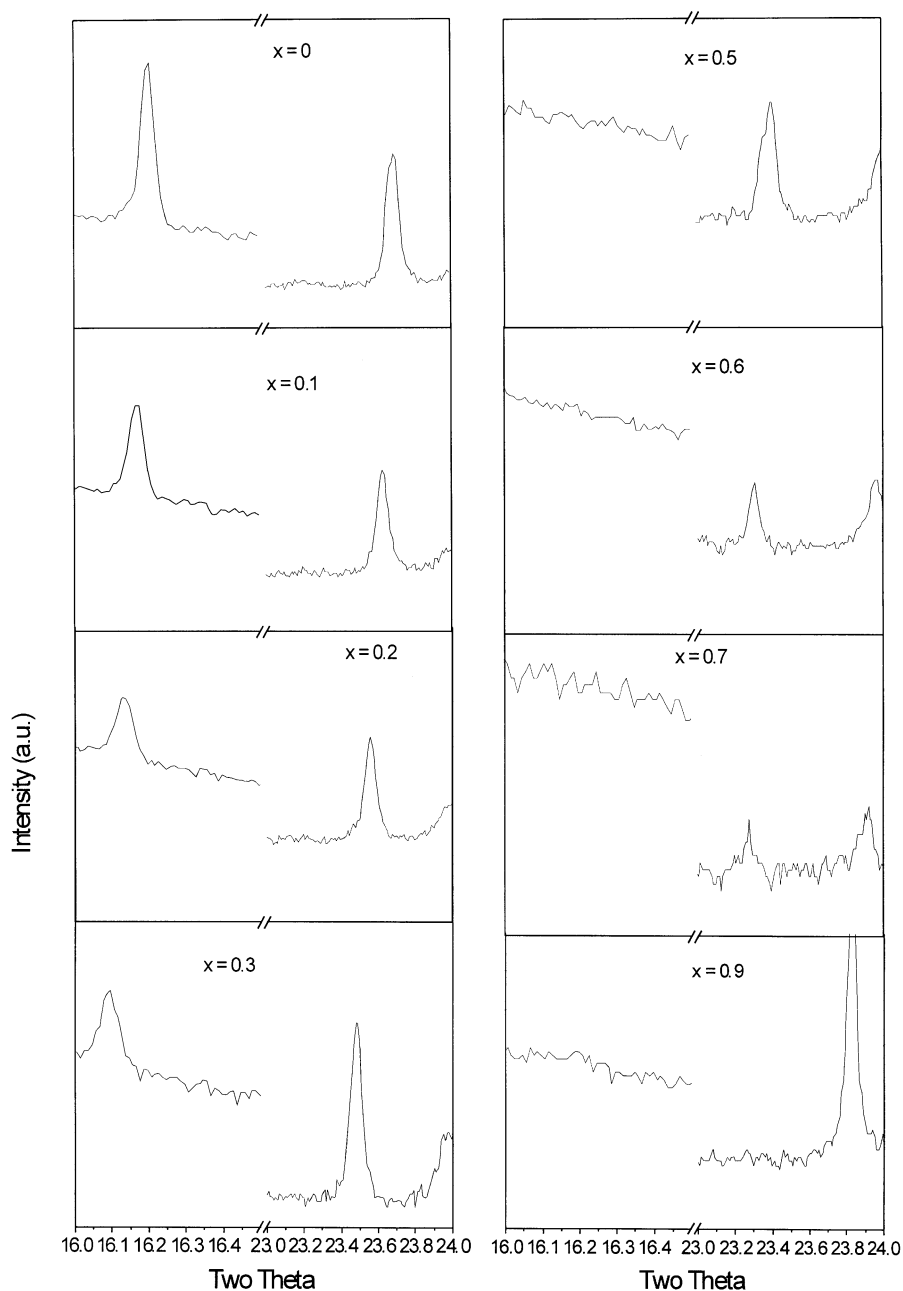 x = 0
x = 0.1
x = 0.2
x = 0.3
x = 0.5
x = 0.6
x = 0.7
x = 0.9
Intensity (a.u.)
16.0 16.1 16.2 16.3 16.4 23.0 23.2 23.4 23.6 23.8 24.0
16.0 16.1 16.2 16.3 16.4 23.0 23.2 23.4 23.6 23.8 24.0
Two Theta
Two Theta